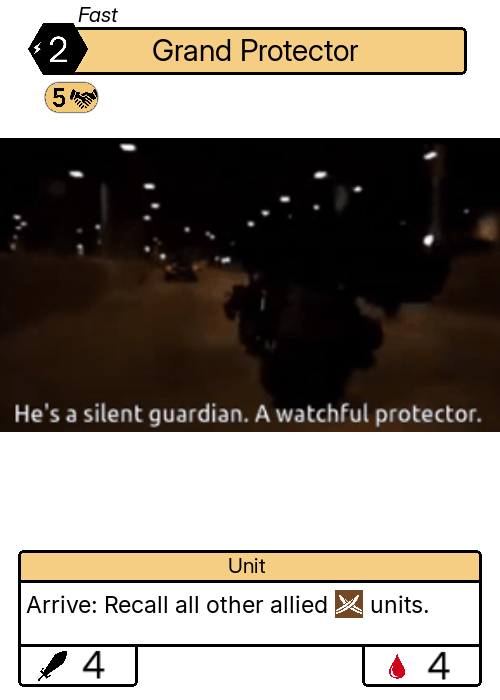 Fast
2
Grand Protector
5
He's a silent guardian. A watchful protector.
Unit
Arrive: Recall all other allied units.
4
4